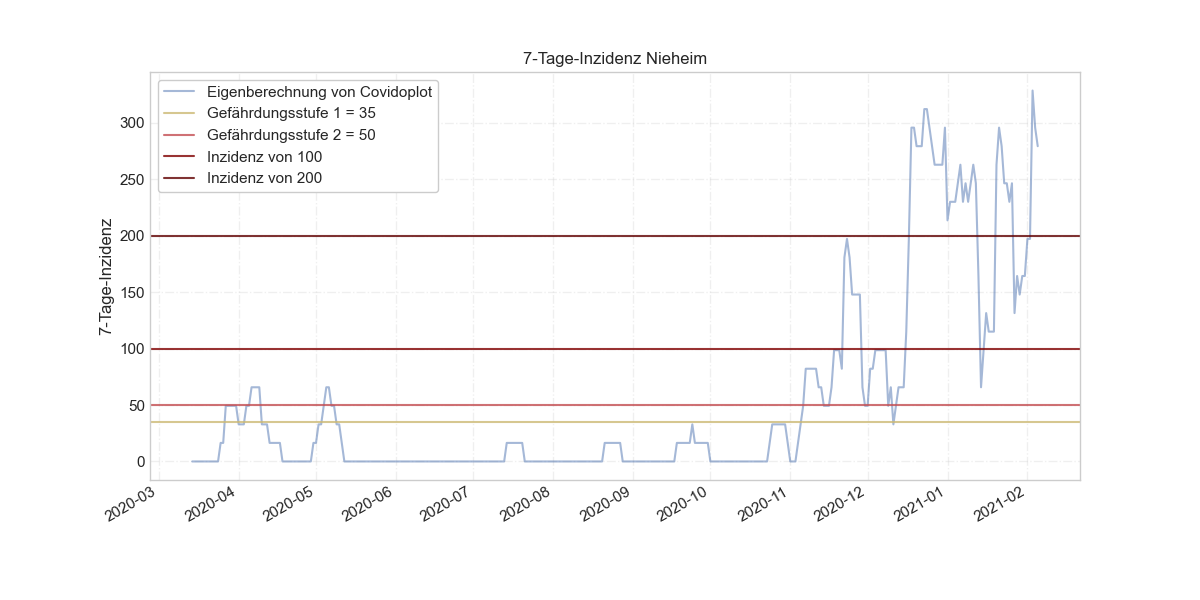 7-Tage-Inzidenz Nieheim
Eigenberechnung von Covidoplot
Gefährdungsstufe 1 = 35
Gefährdungsstufe 2 = 50
Inzidenz von 100
Inzidenz von 200
7-Tage-Inzidenz
300
250
200
150
100
50
0
2020-03
2020-04
2020-05
2020-06
2020-07
2020-08
2020-09
2020-10
2020-11
2020-12
2021-01
2021-02